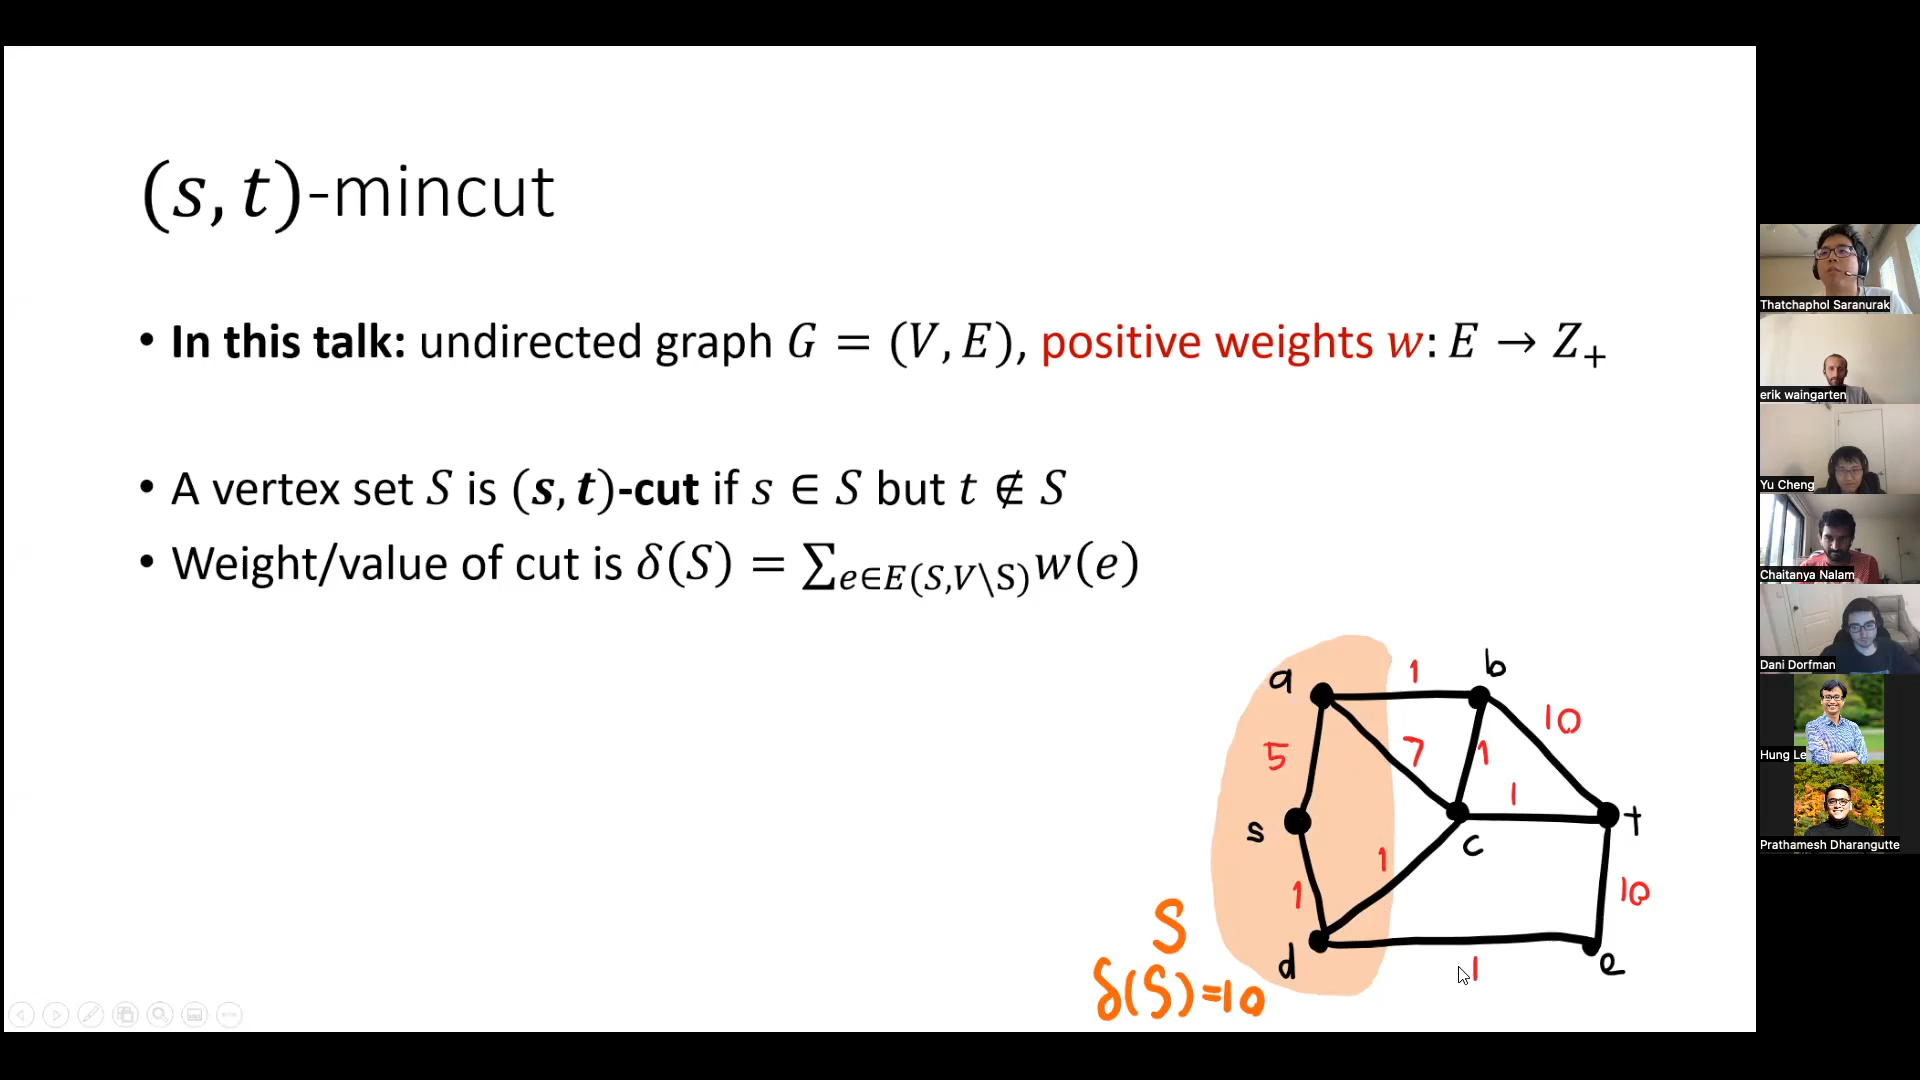 (s, t)-mincut
• In this talk: undirected graph G = (V, E), positive weights w: E → Z₊
• A vertex set S is (s, t)-cut if s ∈ S but t ∉ S
• Weight/value of cut is δ(S) = ∑_{e∈E(S,V\S)} w(e)
a
1
b
10
5
7
1
1
s
c
t
1
1
10
d
1
e
S
δ(S)=10
Thatchaphol Saranurak
erik waingarten
Yu Cheng
Chaitanya Nalam
Dani Dorfman
Hung Le
Prathamesh Dharangutte